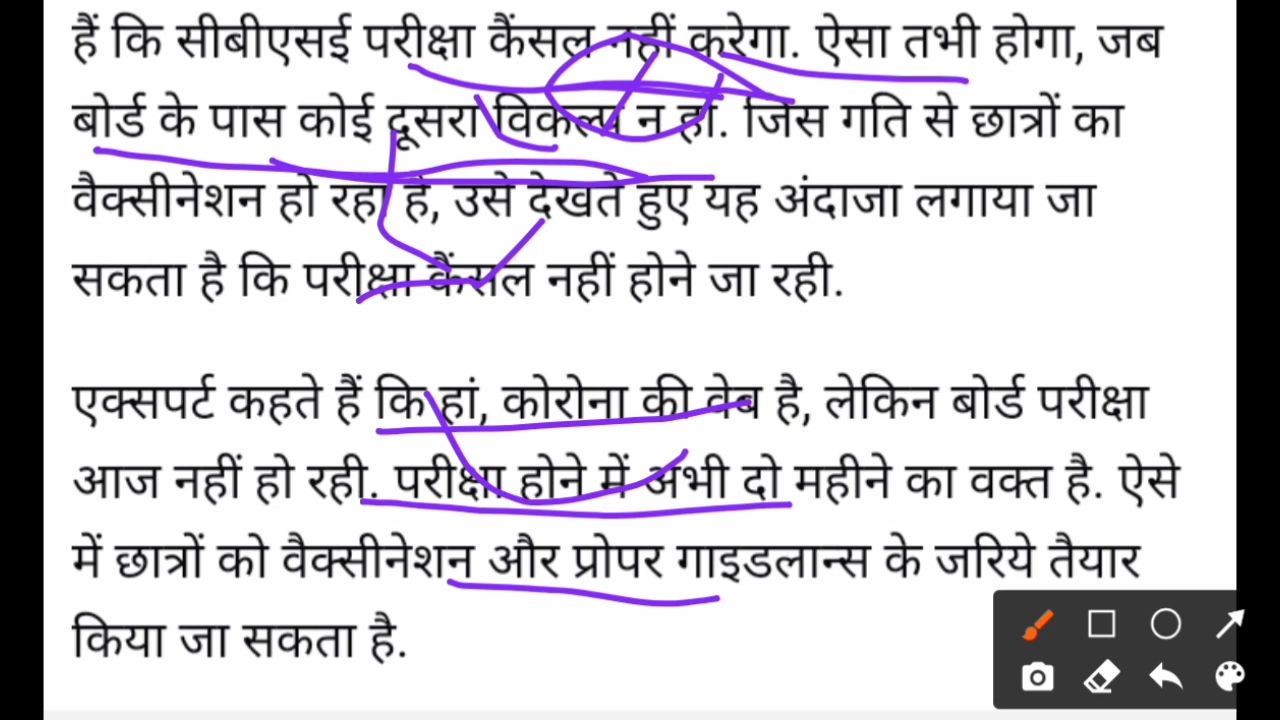 हैं कि सीबीएसई परीक्षा कैंसल नहीं करेगा. ऐसा तभी होगा, जब
बोर्ड के पास कोई दूसरा विकल्प न हो. जिस गति से छात्रों का
वैक्सीनेशन हो रहा है, उसे देखते हुए यह अंदाजा लगाया जा
सकता है कि परीक्षा कैंसल नहीं होने जा रही.
एक्सपर्ट कहते हैं कि हां, कोरोना की वेब है, लेकिन बोर्ड परीक्षा
आज नहीं हो रही. परीक्षा होने में अभी दो महीने का वक्त है. ऐसे
में छात्रों को वैक्सीनेशन और प्रोपर गाइडलान्स के जरिये तैयार
किया जा सकता है.